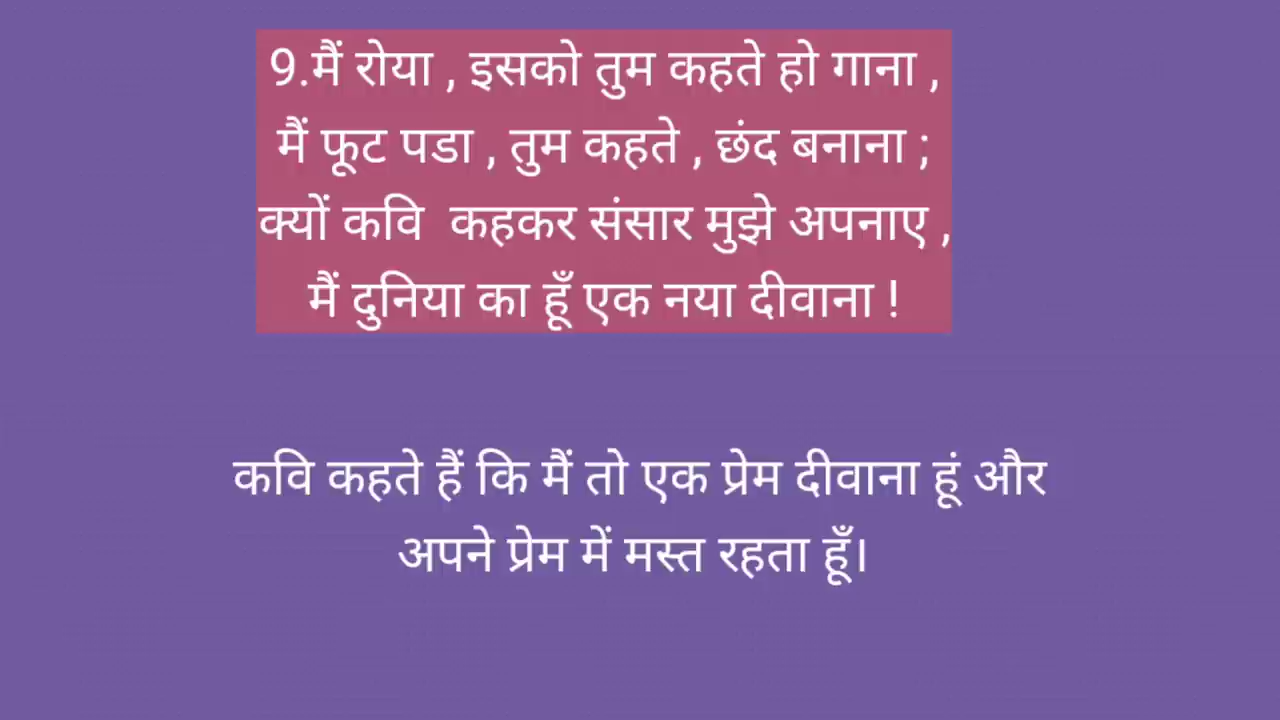 9.मैं रोया , इसको तुम कहते हो गाना ,
मैं फूट पडा , तुम कहते , छंद बनाना ;
क्यों कवि  कहकर संसार मुझे अपनाए ,
मैं दुनिया का हूँ एक नया दीवाना !
कवि कहते हैं कि मैं तो एक प्रेम दीवाना हूं और
अपने प्रेम में मस्त रहता हूँ।